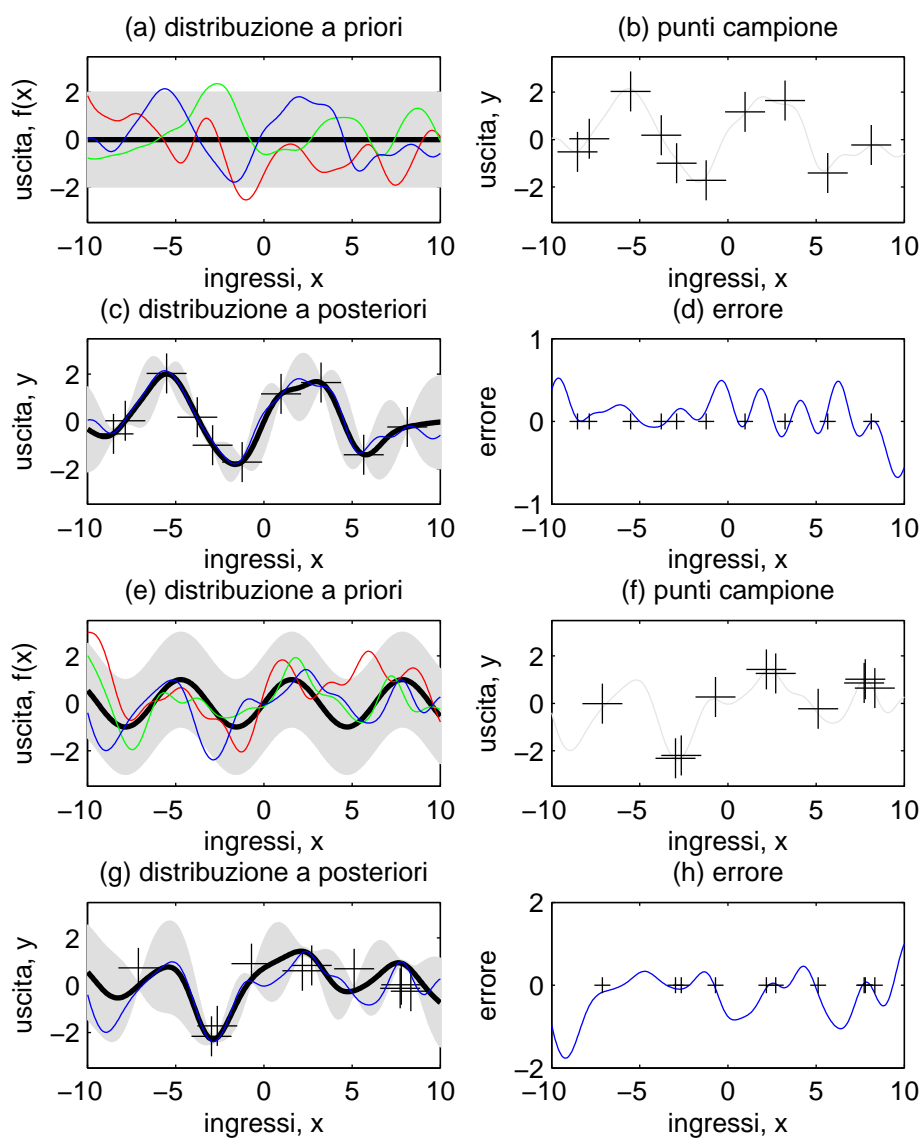 (a) distribuzione a priori
uscita, f(x)
2
0
−2
−10 −5 0 5 10
ingressi, x
(b) punti campione
uscita, y
2
0
−2
−10 −5 0 5 10
ingressi, x
(c) distribuzione a posteriori
uscita, y
2
0
−2
−10 −5 0 5 10
ingressi, x
(d) errore
errore
1
0
−1
−10 −5 0 5 10
ingressi, x
(e) distribuzione a priori
uscita, f(x)
2
0
−2
−10 −5 0 5 10
ingressi, x
(f) punti campione
uscita, y
2
0
−2
−10 −5 0 5 10
ingressi, x
(g) distribuzione a posteriori
uscita, y
2
0
−2
−10 −5 0 5 10
ingressi, x
(h) errore
errore
2
0
−2
−10 −5 0 5 10
ingressi, x